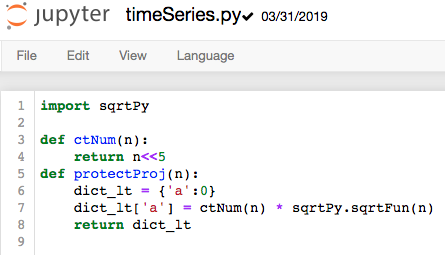 jupyter timeSeries.py✔ 03/31/2019
File Edit View Language
1 import sqrtPy
2
3 def ctNum(n):
4     return n<<5
5 def protectProj(n):
6     dict_lt = {'a':0}
7     dict_lt['a'] = ctNum(n) * sqrtPy.sqrtFun(n)
8     return dict_lt
9